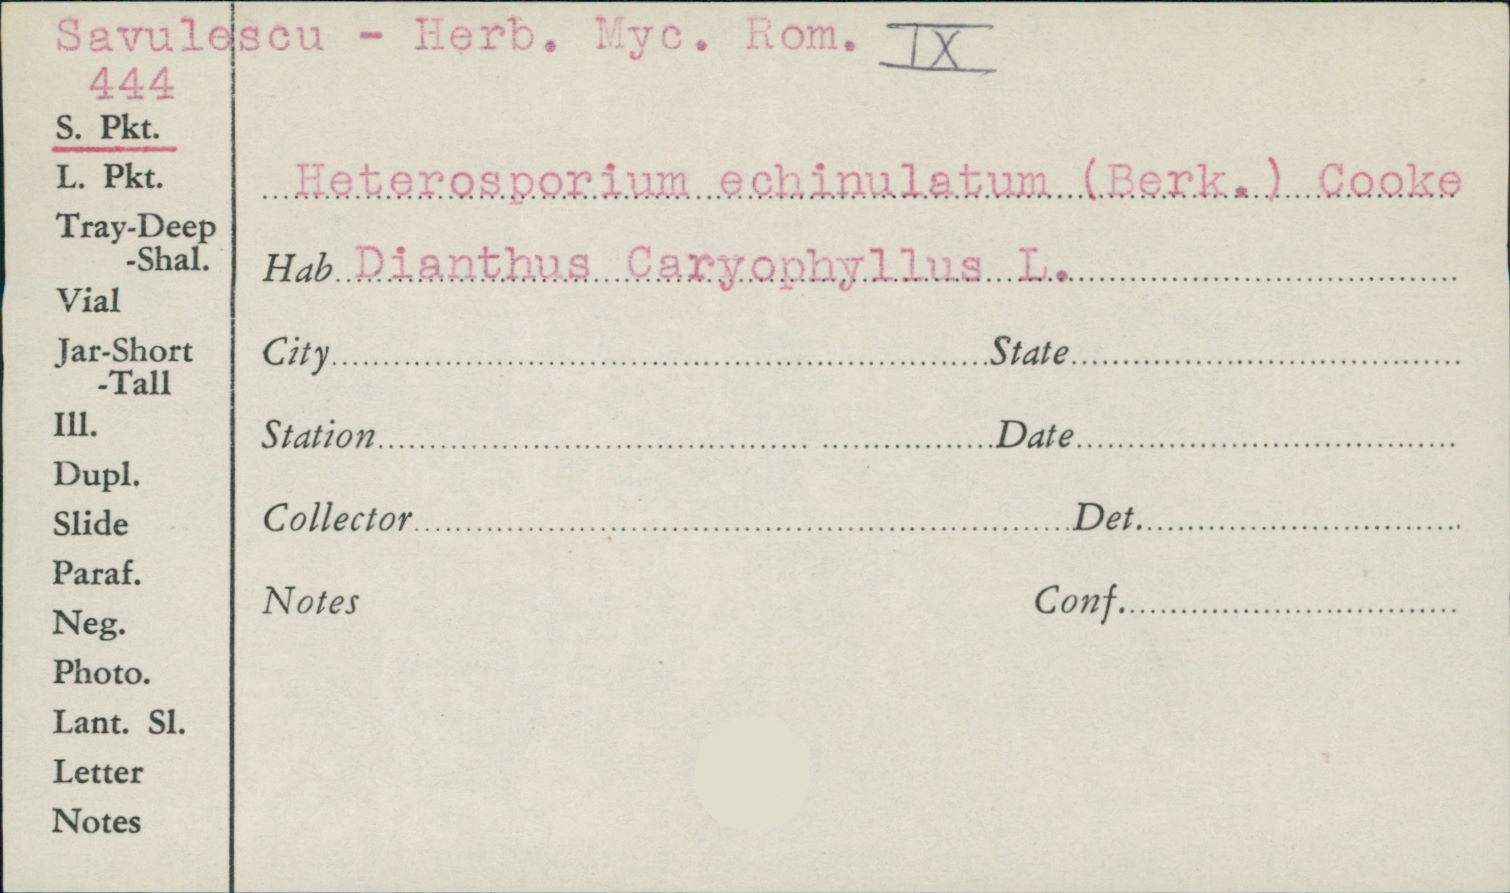 Savulescu - Herb. Myc. Rom. IX
444
S. Pkt.
L. Pkt.
Heterosporium echinulatum (Berk.) Cooke
Tray-Deep
-Shal.
Hab Dianthus Caryophyllus L.
Vial
Jar-Short
-Tall
City State
Ill.
Station Date
Dupl.
Slide
Collector Det.
Paraf.
Neg.
Notes Conf.
Photo.
Lant. Sl.
Letter
Notes